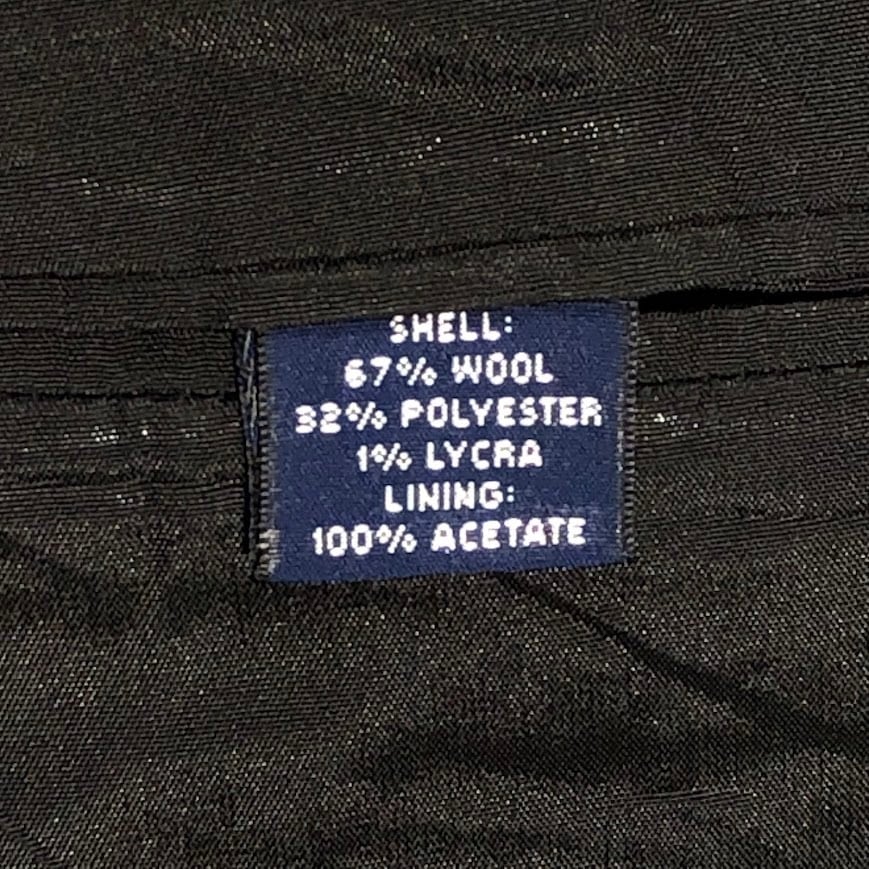 SHELL:
67% WOOL
32% POLYESTER
1% LYCRA
LINING:
100% ACETATE